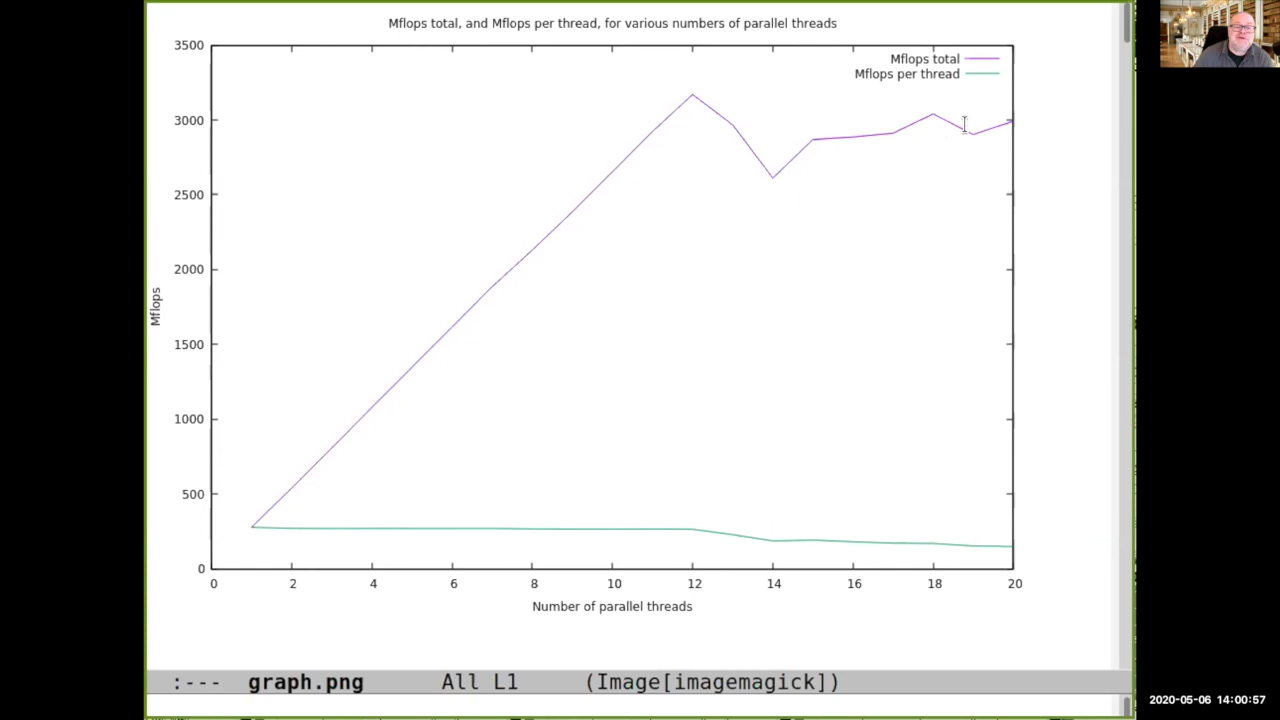 Mflops total, and Mflops per thread, for various numbers of parallel threads
3500
3000
2500
2000
1500
1000
500
0
Mflops
Mflops total
Mflops per thread
0 2 4 6 8 10 12 14 16 18 20
Number of parallel threads
:--- graph.png All L1 (Image[imagemagick])
2020-05-06 14:00:57